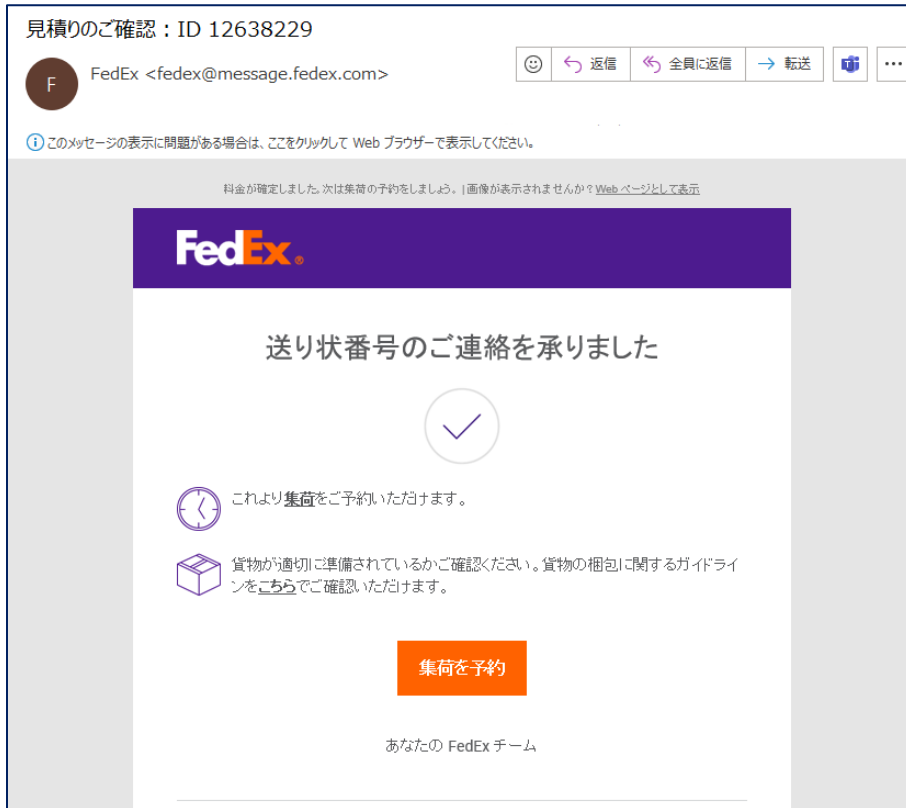 見積りのご確認：ID 12638229
F
FedEx <fedex@message.fedex.com>
返信
全員に返信
転送
このメッセージの表示に問題がある場合は、ここをクリックして Web ブラウザーで表示してください。
料金が確定しました。次は集荷の予約をしましょう。 | 画像が表示されませんか？ Web ページとして表示
FedEx®
送り状番号のご連絡を承りました
これより集荷をご予約いただけます。
貨物が適切に準備されているかご確認ください。貨物の梱包に関するガイドライ
ンをこちらでご確認いただけます。
集荷を予約
あなたの FedEx チーム